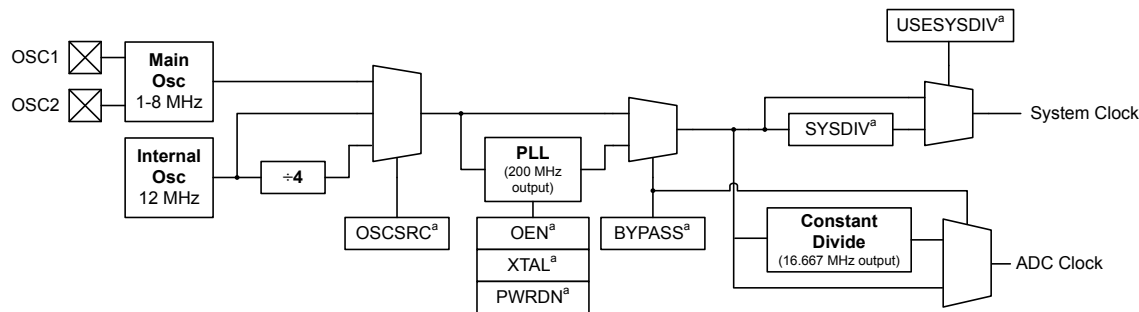 USESYSDIVa
OSC1
OSC2
Main
Osc
1-8 MHz
System Clock
SYSDIVa
Internal
Osc
12 MHz
÷4
PLL
(200 MHz
output)
OSCSRCa
OENa
XTALa
PWRDNa
BYPASSa
Constant
Divide
(16.667 MHz output)
ADC Clock